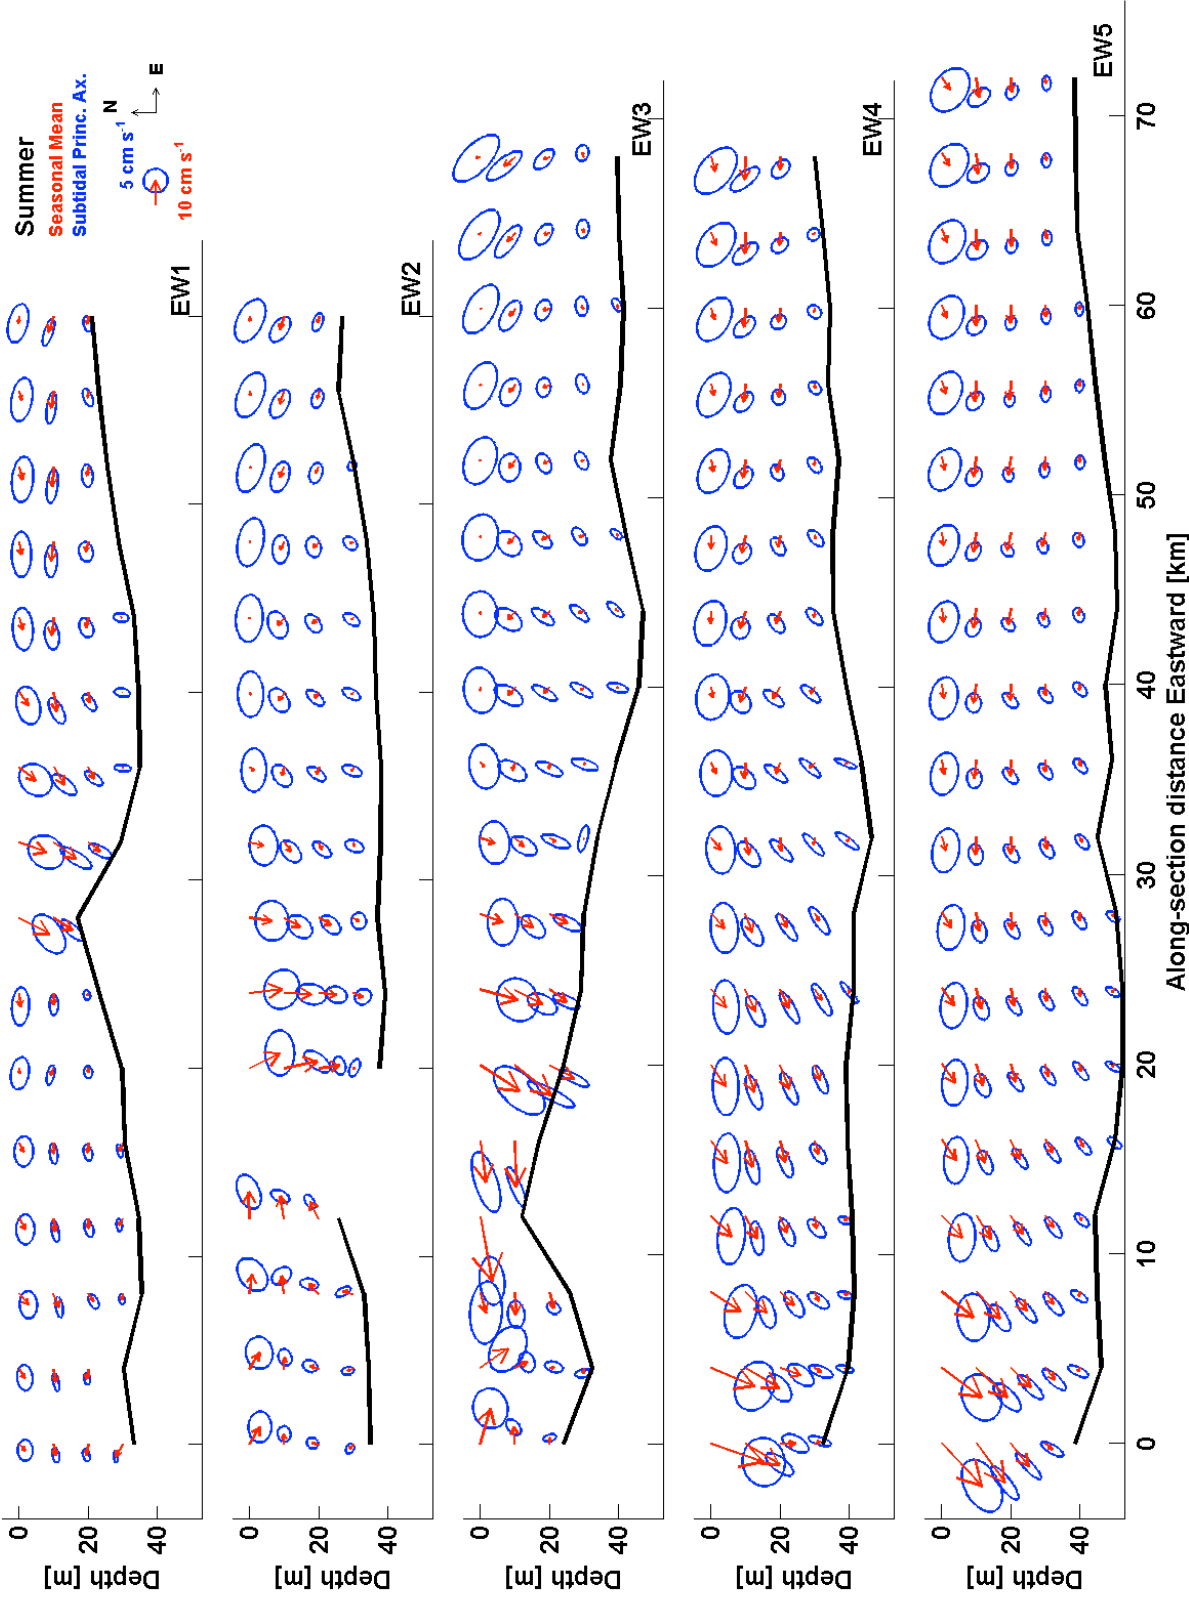 Summer
Seasonal Mean
Subtidal Princ. Ax.
5 cm s⁻¹
10 cm s⁻¹
N
E
EW1
0
20
40
Depth [m]
EW2
0
20
40
Depth [m]
EW3
0
20
40
Depth [m]
EW4
0
20
40
Depth [m]
EW5
0
20
40
Depth [m]
0
10
20
30
40
50
60
70
Along-section distance Eastward [km]